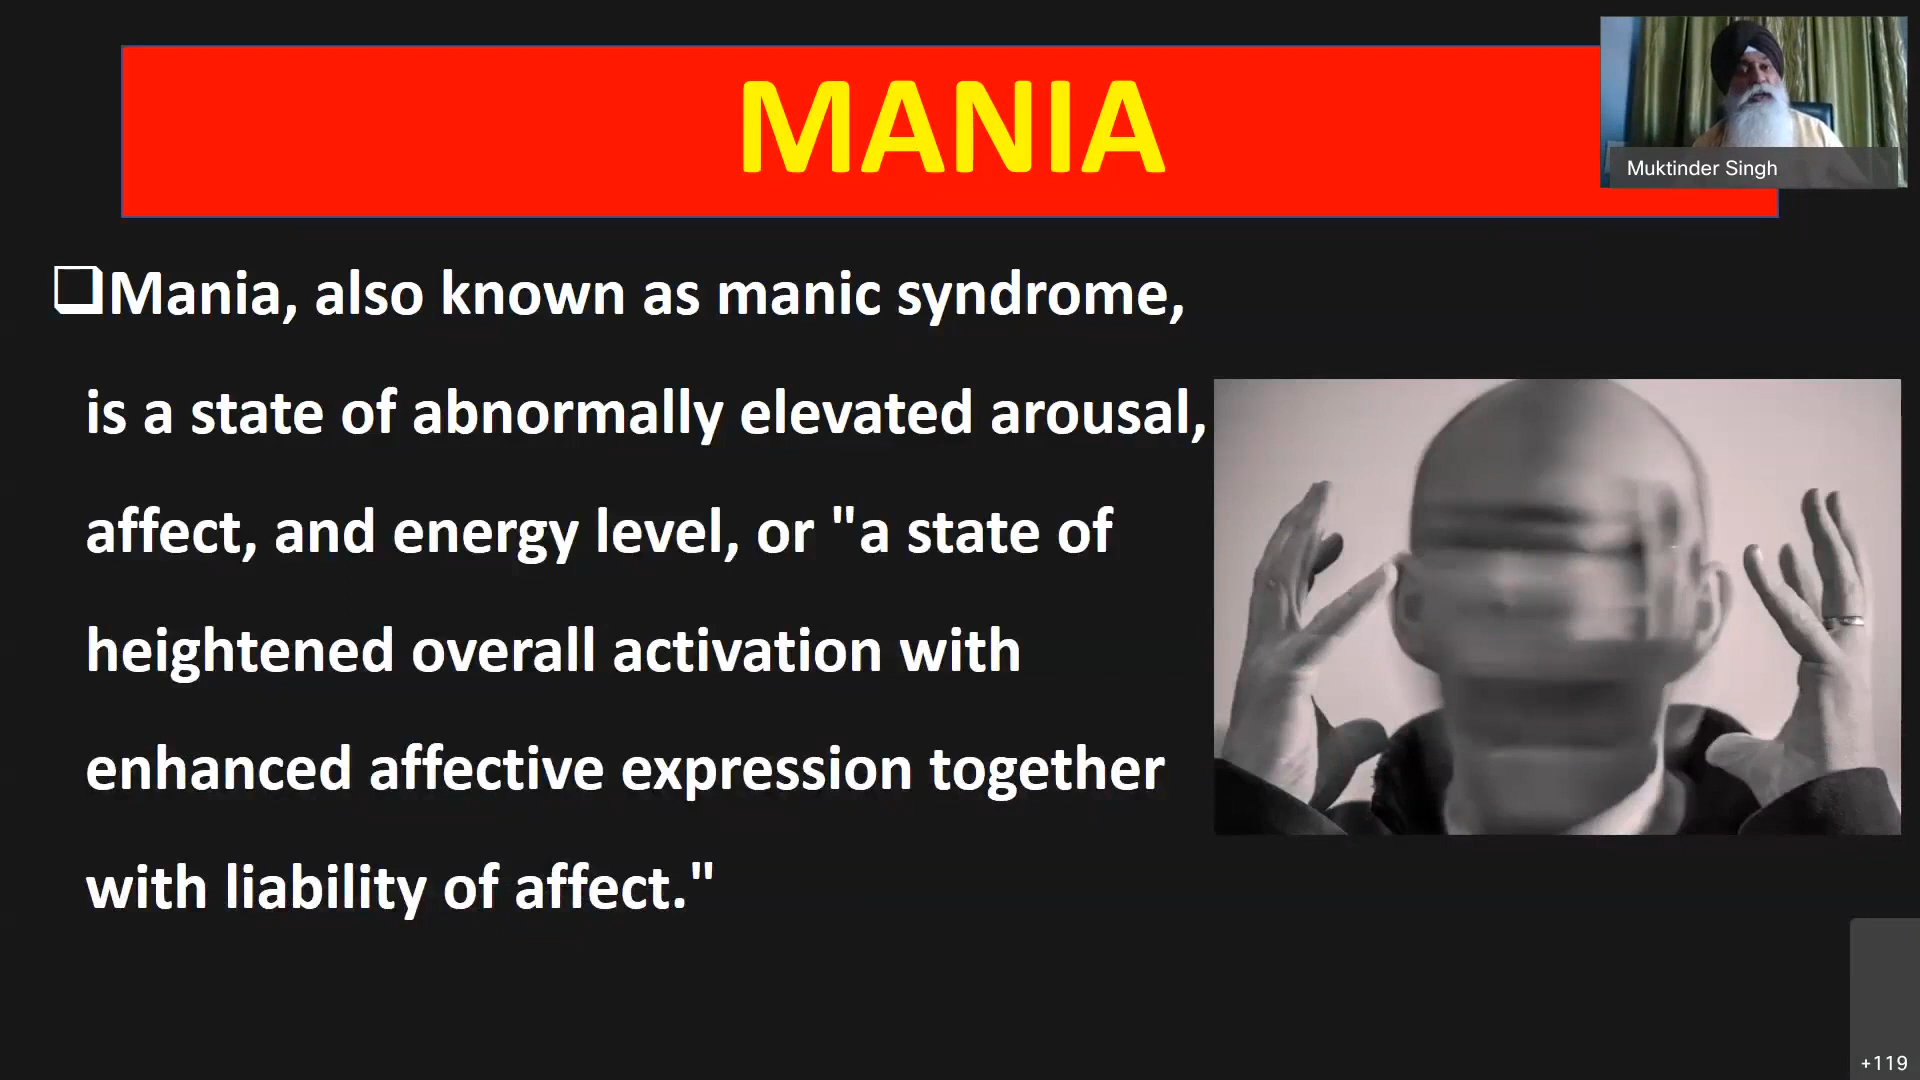 MANIA
Muktinder Singh
❑Mania, also known as manic syndrome,
is a state of abnormally elevated arousal,
affect, and energy level, or "a state of
heightened overall activation with
enhanced affective expression together
with liability of affect."
+119